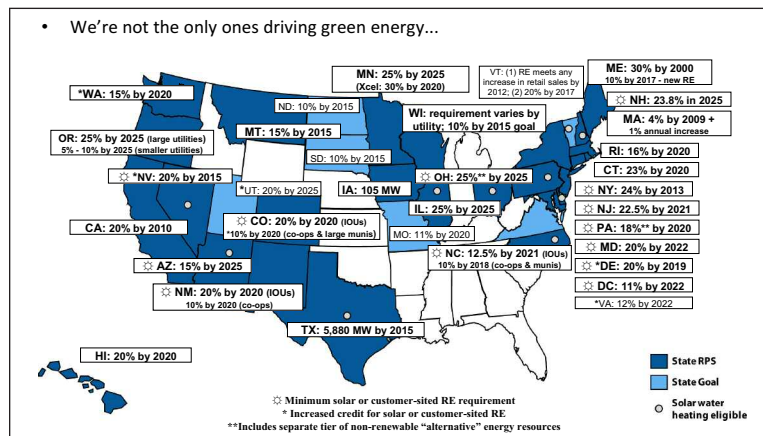 • We’re not the only ones driving green energy...
MN: 25% by 2025
(Xcel: 30% by 2020)
VT: (1) RE meets any
increase in retail sales by
2012; (2) 20% by 2017
ME: 30% by 2000
10% by 2017 - new RE
*WA: 15% by 2020
ND: 10% by 2015
WI: requirement varies by
utility; 10% by 2015 goal
☼ NH: 23.8% in 2025
MA: 4% by 2009 +
1% annual increase
OR: 25% by 2025 (large utilities)
5% - 10% by 2025 (smaller utilities)
MT: 15% by 2015
SD: 10% by 2015
RI: 16% by 2020
CT: 23% by 2020
☼ *NV: 20% by 2015
*UT: 20% by 2025
IA: 105 MW
☼ OH: 25%** by 2025
☼ NY: 24% by 2013
IL: 25% by 2025
☼ NJ: 22.5% by 2021
CA: 20% by 2010
☼ CO: 20% by 2020 (IOUs)
*10% by 2020 (co-ops & large munis)
MO: 11% by 2020
☼ PA: 18%** by 2020
☼ MD: 20% by 2022
☼ AZ: 15% by 2025
☼ NC: 12.5% by 2021 (IOUs)
10% by 2018 (co-ops & munis)
☼ *DE: 20% by 2019
☼ DC: 11% by 2022
☼ NM: 20% by 2020 (IOUs)
10% by 2020 (co-ops)
*VA: 12% by 2022
TX: 5,880 MW by 2015
HI: 20% by 2020
State RPS
State Goal
Solar water
heating eligible
☼ Minimum solar or customer-sited RE requirement
* Increased credit for solar or customer-sited RE
**Includes separate tier of non-renewable “alternative” energy resources